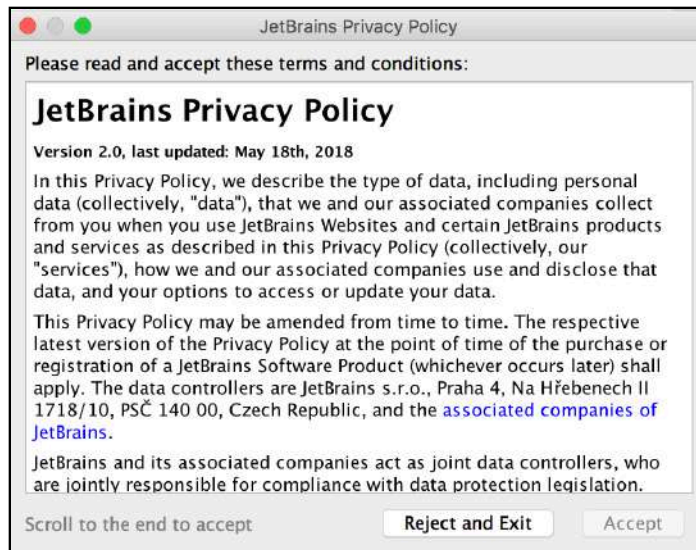 JetBrains Privacy Policy
Please read and accept these terms and conditions:
JetBrains Privacy Policy
Version 2.0, last updated: May 18th, 2018
In this Privacy Policy, we describe the type of data, including personal
data (collectively, "data"), that we and our associated companies collect
from you when you use JetBrains Websites and certain JetBrains products
and services as described in this Privacy Policy (collectively, our
"services"), how we and our associated companies use and disclose that
data, and your options to access or update your data.
This Privacy Policy may be amended from time to time. The respective
latest version of the Privacy Policy at the point of time of the purchase or
registration of a JetBrains Software Product (whichever occurs later) shall
apply. The data controllers are JetBrains s.r.o., Praha 4, Na Hřebenech II
1718/10, PSČ 140 00, Czech Republic, and the associated companies of
JetBrains.
JetBrains and its associated companies act as joint data controllers, who
are jointly responsible for compliance with data protection legislation.
Scroll to the end to accept
Reject and Exit
Accept